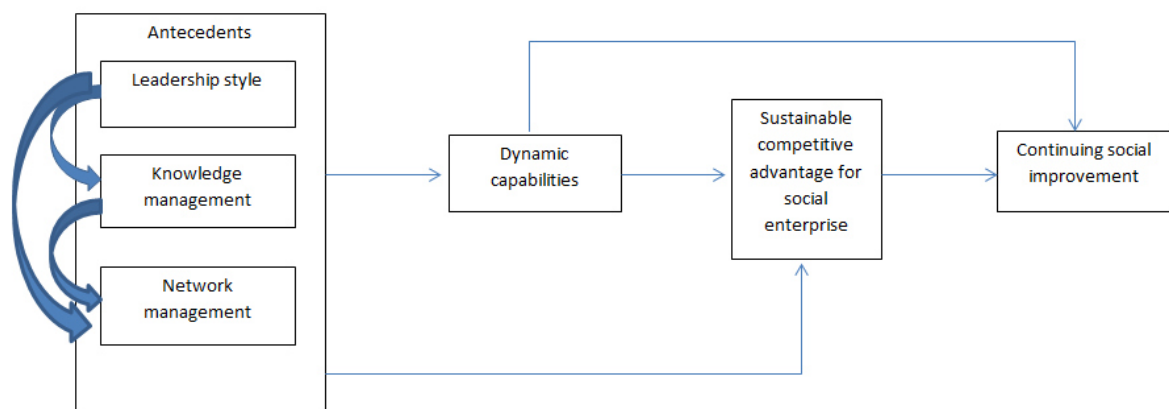 Antecedents
Leadership style
Knowledge
management
Network
management
Dynamic
capabilities
Sustainable
competitive
advantage for
social
enterprise
Continuing social
improvement